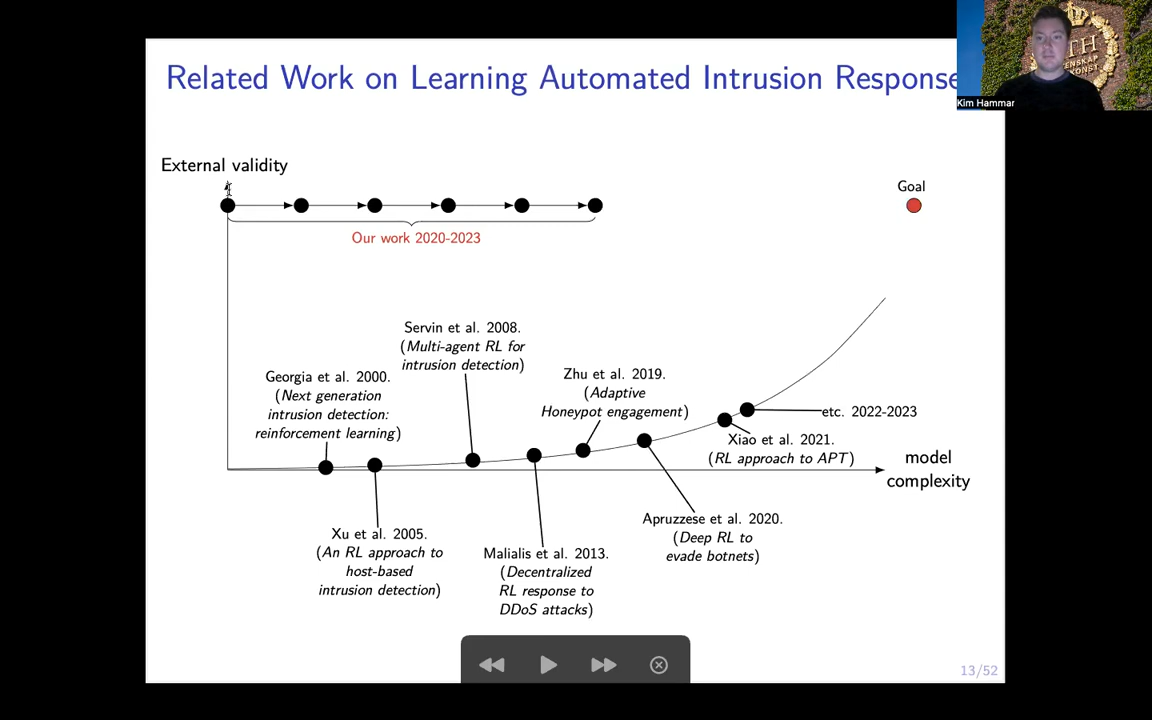 Related Work on Learning Automated Intrusion Response
Kim Hammar
External validity
Goal
Our work 2020-2023
Servin et al. 2008.
(Multi-agent RL for
intrusion detection)
Georgia et al. 2000.
(Next generation
intrusion detection:
reinforcement learning)
Zhu et al. 2019.
(Adaptive
Honeypot engagement)
etc. 2022-2023
Xiao et al. 2021.
(RL approach to APT)
model
complexity
Xu et al. 2005.
(An RL approach to
host-based
intrusion detection)
Malialis et al. 2013.
(Decentralized
RL response to
DDoS attacks)
Apruzzese et al. 2020.
(Deep RL to
evade botnets)
13/52